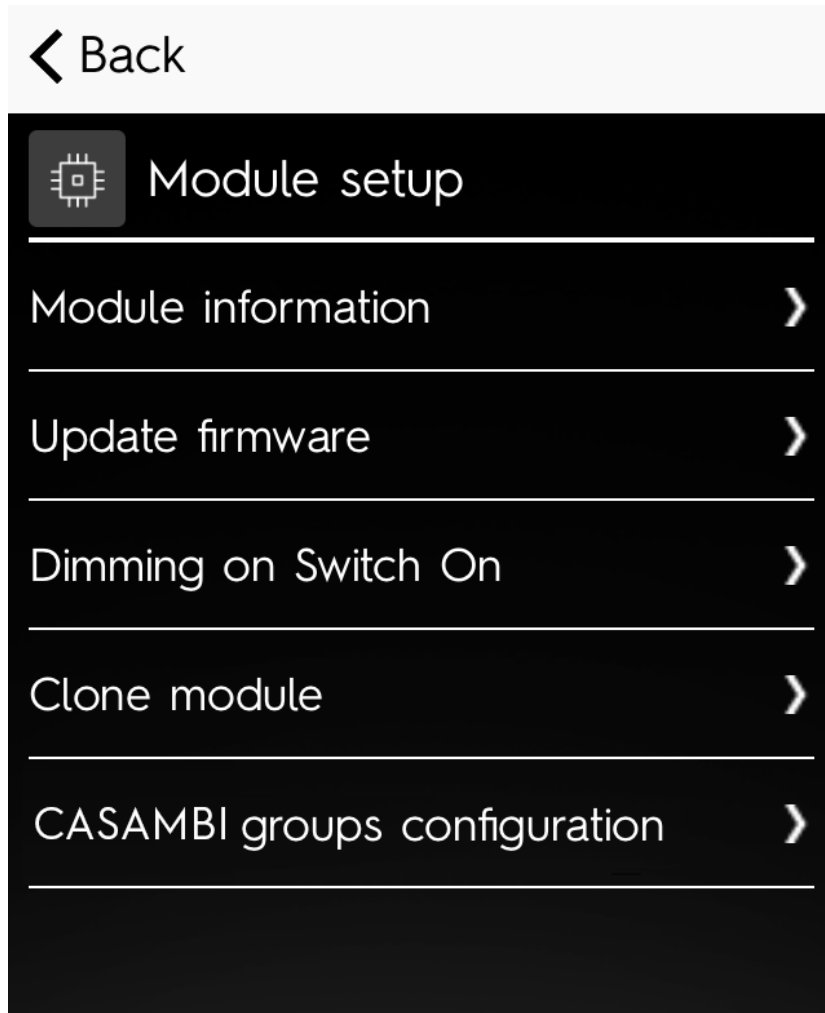 Back
Module setup
Module information
Update firmware
Dimming on Switch On
Clone module
CASAMBI groups configuration